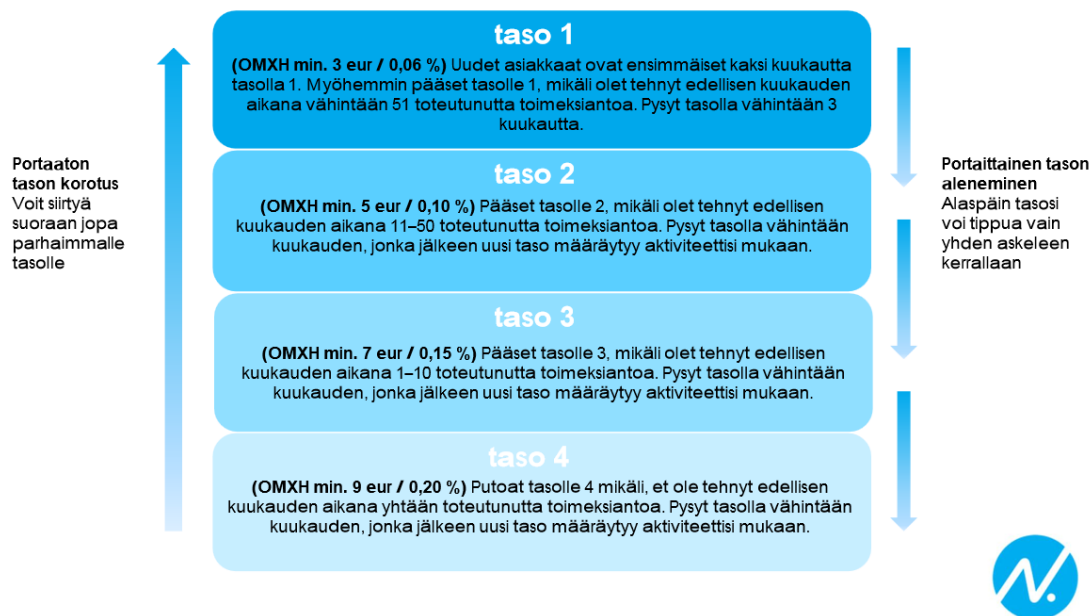 taso 1
(OMXH min. 3 eur / 0,06 %) Uudet asiakkaat ovat ensimmäiset kaksi kuukautta
tasolla 1. Myöhemmin pääset tasolle 1, mikäli olet tehnyt edellisen kuukauden
aikana vähintään 51 toteutunutta toimeksiantoa. Pysyt tasolla vähintään 3
kuukautta.
Portaaton
tason korotus
Voit siirtyä
suoraan jopa
parhaimmalle
tasolle
taso 2
(OMXH min. 5 eur / 0,10 %) Pääset tasolle 2, mikäli olet tehnyt edellisen
kuukauden aikana 11–50 toteutunutta toimeksiantoa. Pysyt tasolla vähintään
kuukauden, jonka jälkeen uusi taso määräytyy aktiviteettisi mukaan.
Portaittainen tason
aleneminen
Alaspäin tasosi
voi tippua vain
yhden askeleen
kerrallaan
taso 3
(OMXH min. 7 eur / 0,15 %) Pääset tasolle 3, mikäli olet tehnyt edellisen
kuukauden aikana 1–10 toteutunutta toimeksiantoa. Pysyt tasolla vähintään
kuukauden, jonka jälkeen uusi taso määräytyy aktiviteettisi mukaan.
taso 4
(OMXH min. 9 eur / 0,20 %) Putoat tasolle 4 mikäli, et ole tehnyt edellisen
kuukauden aikana yhtään toteutunutta toimeksiantoa. Pysyt tasolla vähintään
kuukauden, jonka jälkeen uusi taso määräytyy aktiviteettisi mukaan.
N.